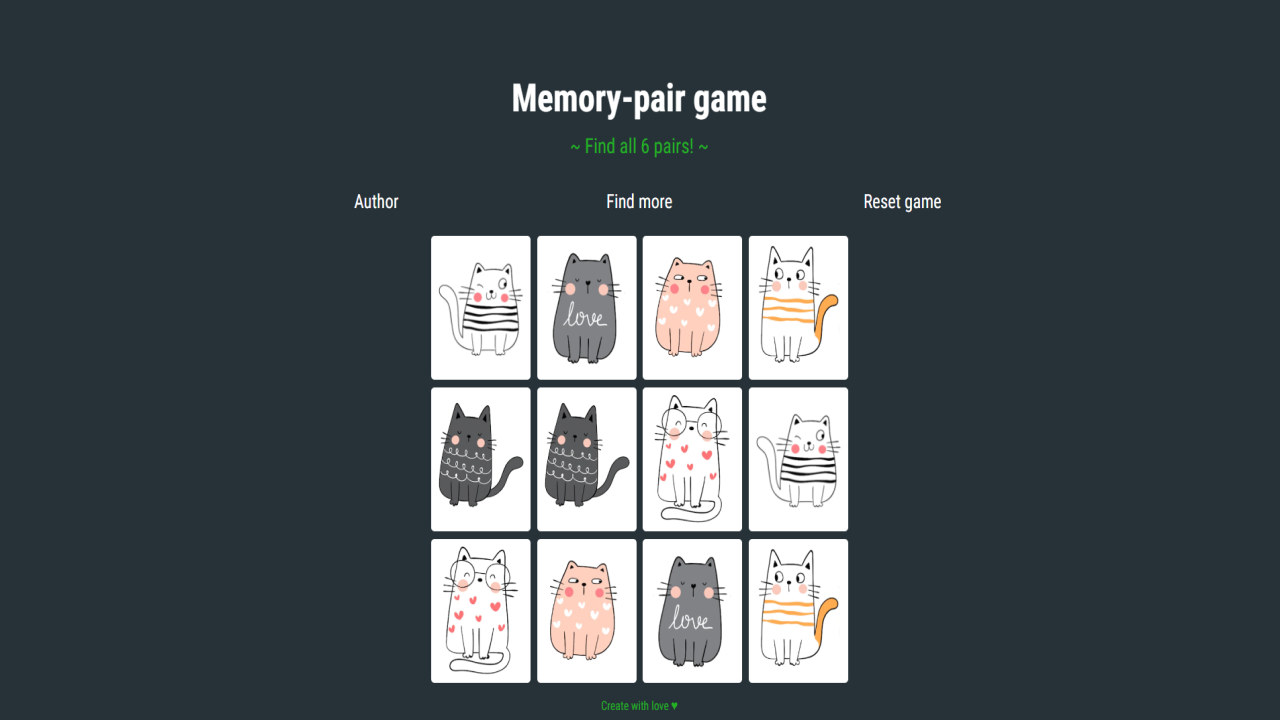 Memory-pair game
~ Find all 6 pairs! ~
Author Find more Reset game
love
love
Create with love ♥